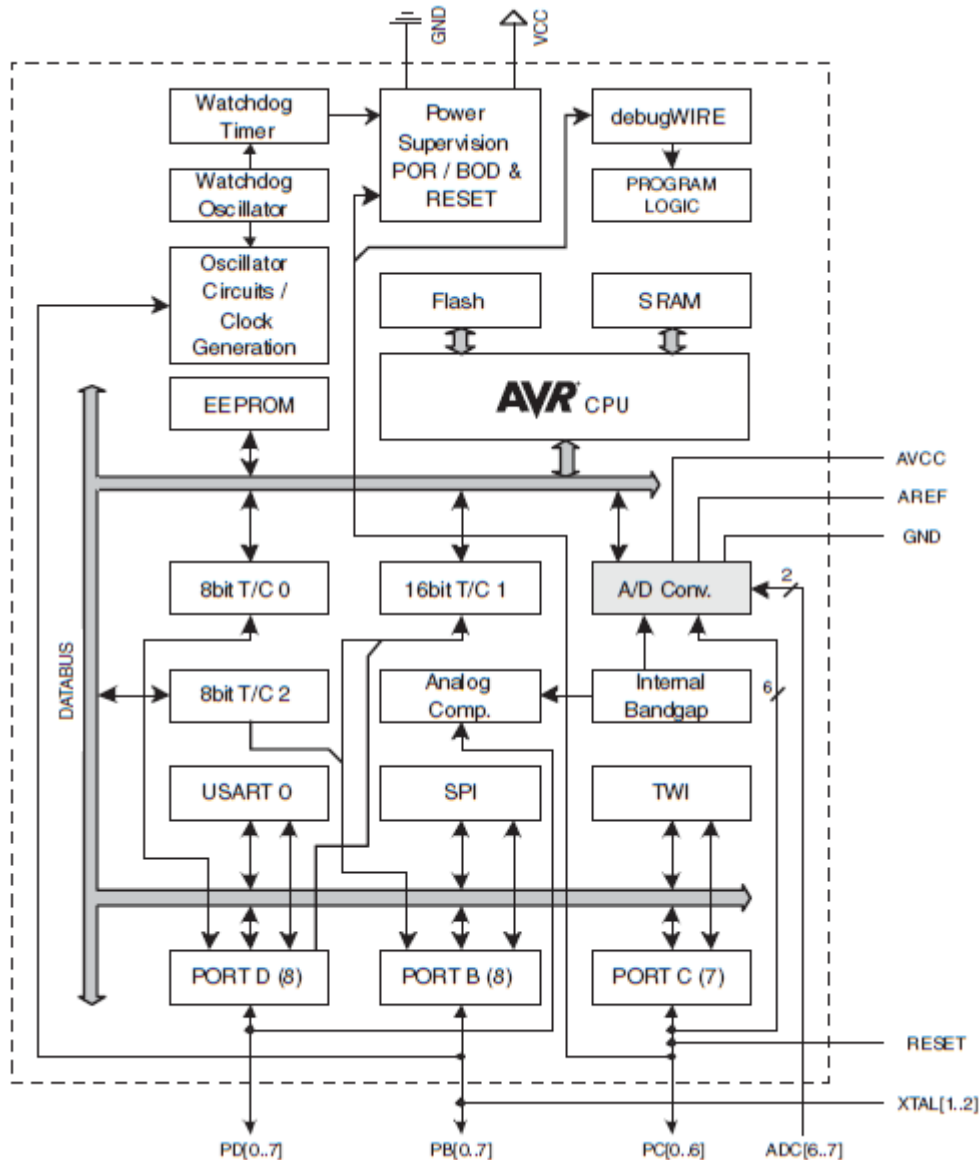 GND
VCC
Watchdog
Timer
Power
Supervision
POR / BOD &
RESET
debugWIRE
Watchdog
Oscillator
PROGRAM
LOGIC
Oscillator
Circuits /
Clock
Generation
Flash
SRAM
AVR CPU
EEPROM
AVCC
AREF
GND
8bit T/C 0
16bit T/C 1
A/D Conv.
2
DATABUS
8bit T/C 2
Analog
Comp.
Internal
Bandgap
6
USART 0
SPI
TWI
PORT D (8)
PORT B (8)
PORT C (7)
RESET
XTAL[1..2]
PD[0..7]
PB[0..7]
PC[0..6]
ADC[6..7]